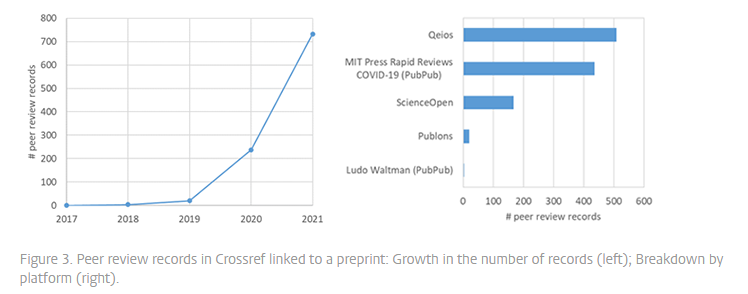 800
700
600
500
400
300
200
100
0
# peer review records
2017 2018 2019 2020 2021
Qeios
MIT Press Rapid Reviews
COVID-19 (PubPub)
ScienceOpen
Publons
Ludo Waltman (PubPub)
0 100 200 300 400 500 600
# peer review records
Figure 3. Peer review records in Crossref linked to a preprint: Growth in the number of records (left); Breakdown by
platform (right).